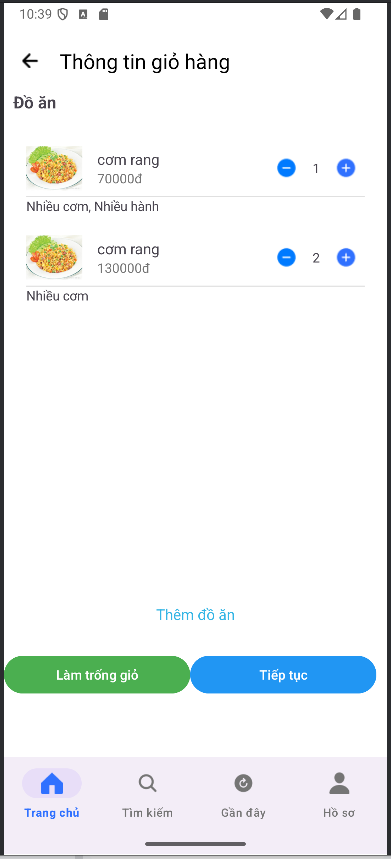 10:39
Thông tin giỏ hàng
Đồ ăn
cơm rang
70000đ
1
Nhiều cơm, Nhiều hành
cơm rang
130000đ
2
Nhiều cơm
Thêm đồ ăn
Làm trống giỏ
Tiếp tục
Trang chủ
Tìm kiếm
Gần đây
Hồ sơ